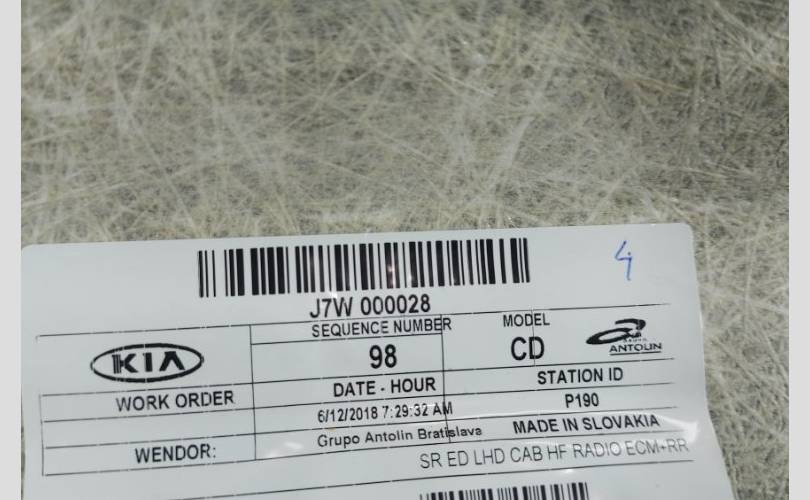 4
J7W 000028
SEQUENCE NUMBER
MODEL
KIA
98
CD
ANTOLIN
WORK ORDER
DATE - HOUR
STATION ID
6/12/2018 7:29:32 AM
P190
WENDOR:
Grupo Antolin Bratislava
MADE IN SLOVAKIA
SR ED LHD CAB HF RADIO ECM+RR